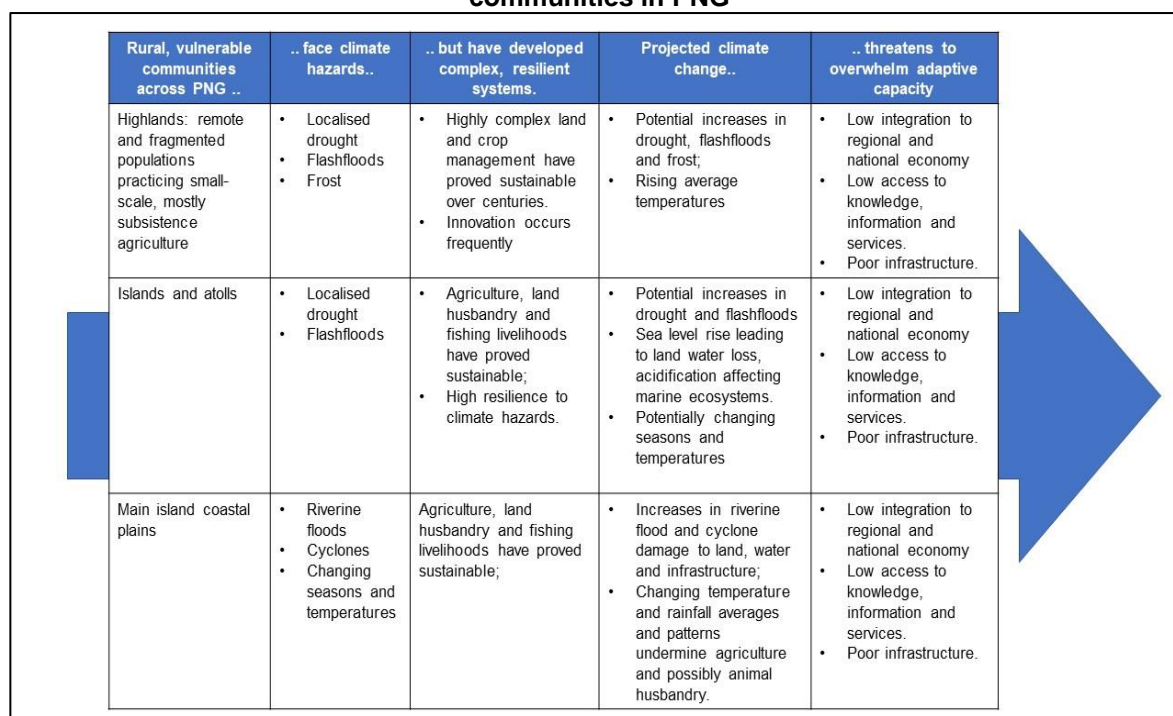 communities in PNG
Rural, vulnerable
communities
across PNG ..
.. face climate
hazards..
.. but have developed
complex, resilient
systems.
Projected climate
change..
.. threatens to
overwhelm adaptive
capacity
Highlands: remote
and fragmented
populations
practicing small-
scale, mostly
subsistence
agriculture
• Localised
drought
• Flashfloods
• Frost
• Highly complex land
and crop
management have
proved sustainable
over centuries.
• Innovation occurs
frequently
• Potential increases in
drought, flashfloods
and frost;
• Rising average
temperatures
• Low integration to
regional and
national economy
• Low access to
knowledge,
information and
services.
• Poor infrastructure.
Islands and atolls
• Localised
drought
• Flashfloods
• Agriculture, land
husbandry and
fishing livelihoods
have proved
sustainable;
• High resilience to
climate hazards.
• Potential increases in
drought and flashfloods
• Sea level rise leading
to land water loss,
acidification affecting
marine ecosystems.
• Potentially changing
seasons and
temperatures
• Low integration to
regional and
national economy
• Low access to
knowledge,
information and
services.
• Poor infrastructure.
Main island coastal
plains
• Riverine
floods
• Cyclones
• Changing
seasons and
temperatures
Agriculture, land
husbandry and fishing
livelihoods have proved
sustainable;
• Increases in riverine
flood and cyclone
damage to land, water
and infrastructure;
• Changing temperature
and rainfall averages
and patterns
undermine agriculture
and possibly animal
husbandry.
• Low integration to
regional and
national economy
• Low access to
knowledge,
information and
services.
• Poor infrastructure.